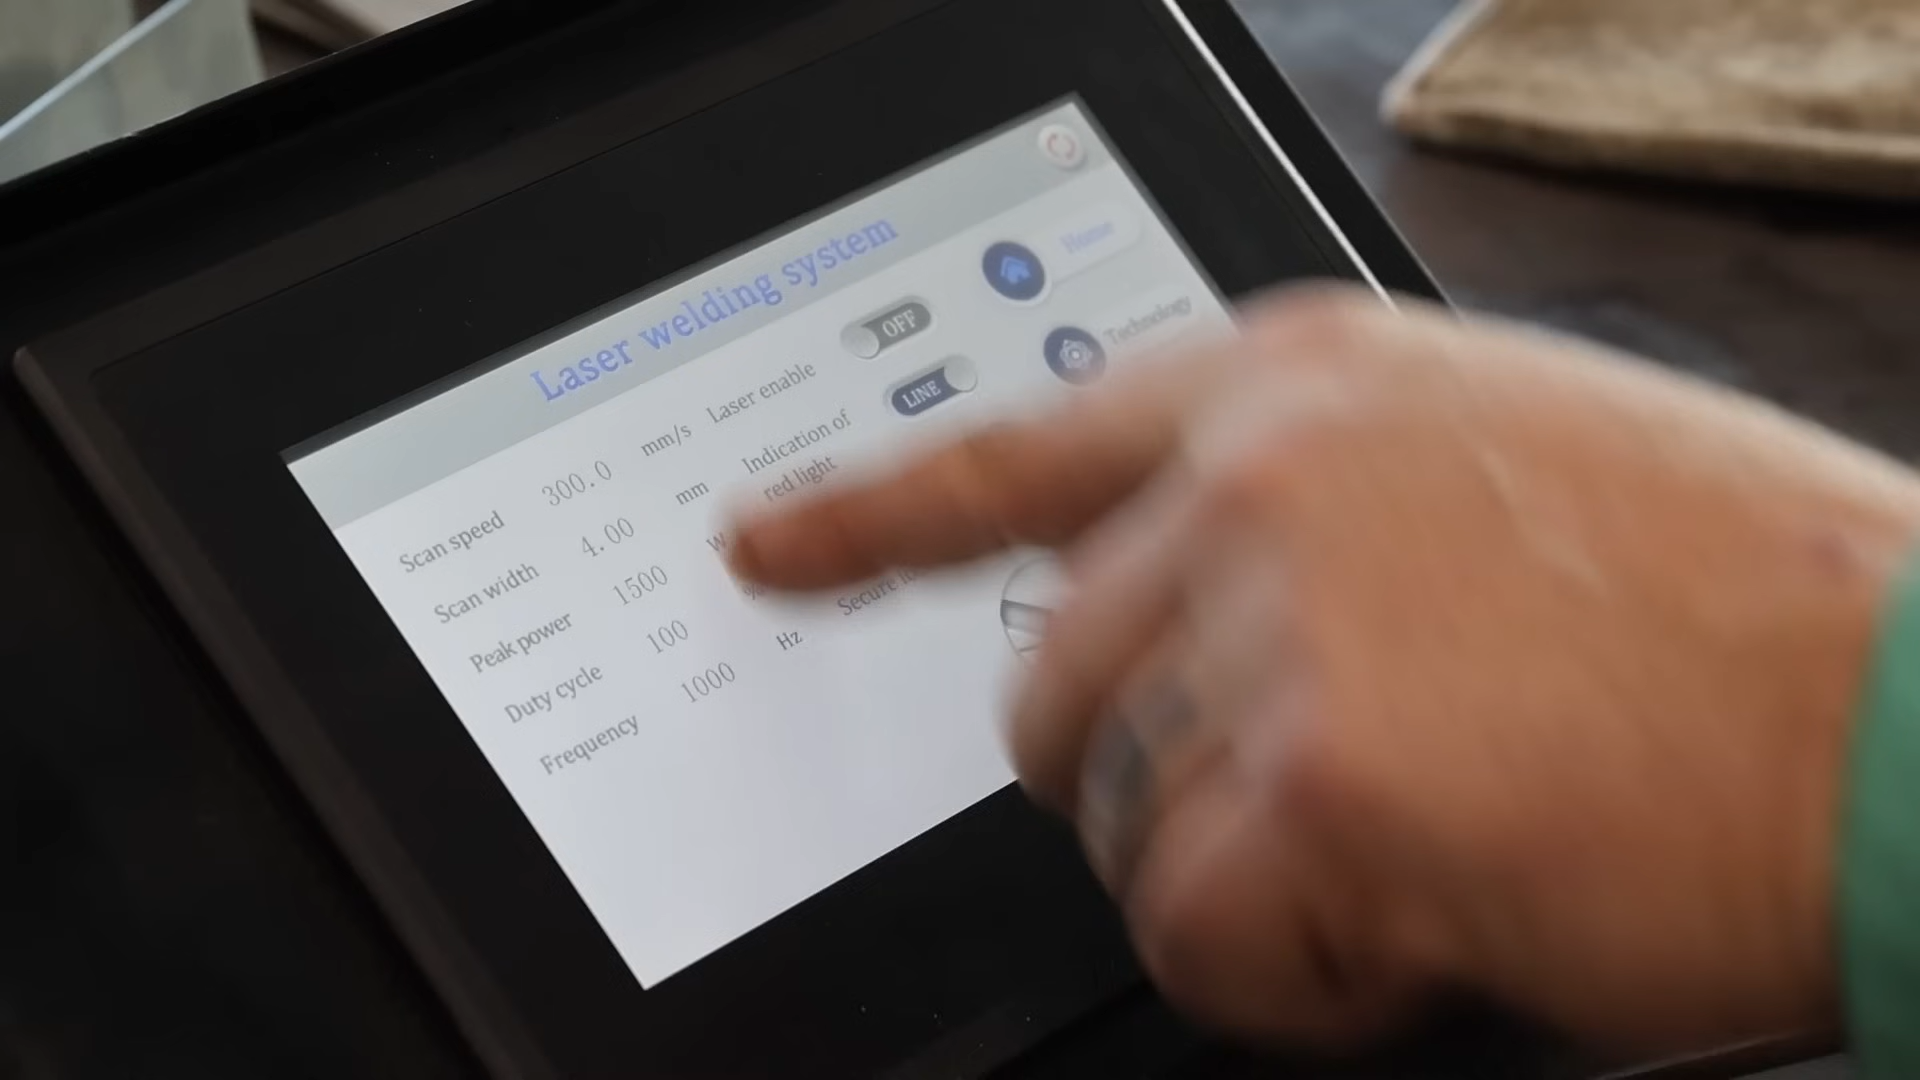 Laser welding system
Home
Technology
Scan speed 300.0 mm/s
Scan width 4.00 mm
Peak power 1500 W
Duty cycle 100 %
Frequency 1000 Hz
Laser enable OFF
Indication of LINE
red light
Secure